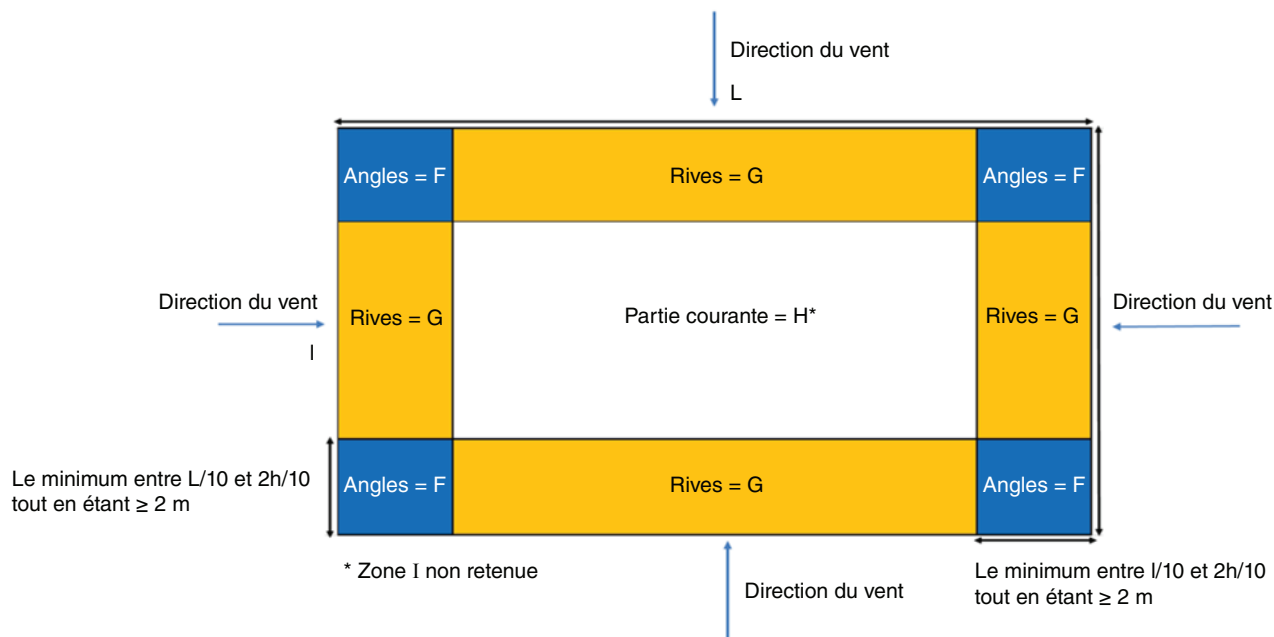 Direction du vent
L
Angles = F
Rives = G
Angles = F
Direction du vent
l
Rives = G
Partie courante = H*
Rives = G
Direction du vent
Le minimum entre L/10 et 2h/10
tout en étant ≥ 2 m
Angles = F
Rives = G
Angles = F
* Zone I non retenue
Direction du vent
Le minimum entre l/10 et 2h/10
tout en étant ≥ 2 m